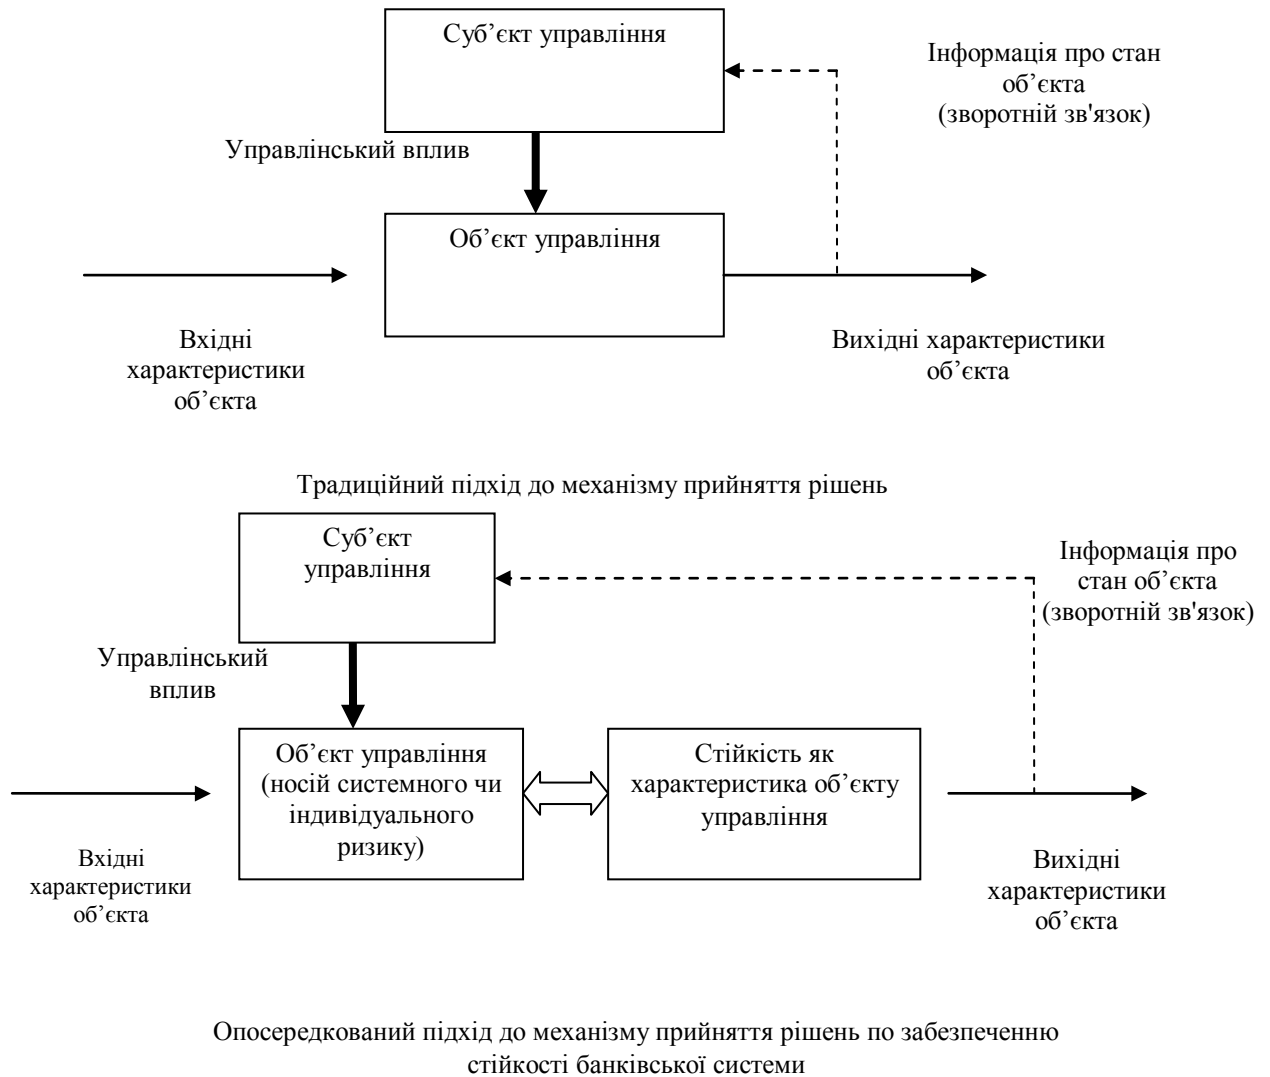 Суб’єкт управління
Інформація про стан
об’єкта
(зворотній зв'язок)
Управлінський вплив
Об’єкт управління
Вхідні
характеристики
об’єкта
Вихідні характеристики
об’єкта
Традиційний підхід до механізму прийняття рішень
Суб’єкт
управління
Інформація про
стан об’єкта
(зворотній зв'язок)
Управлінський
вплив
Об’єкт управління
(носій системного чи
індивідуального
ризику)
Стійкість як
характеристика об’єкту
управління
Вхідні
характеристики
об’єкта
Вихідні
характеристики
об’єкта
Опосередкований підхід до механізму прийняття рішень по забезпеченню
стійкості банківської системи